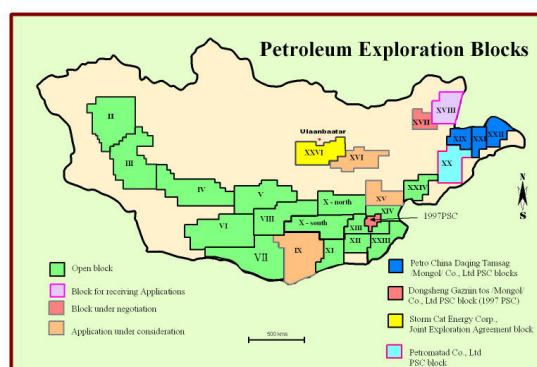 Petroleum Exploration Blocks
XVIII
II
XVII
Ulaanbaatar
XIX
XXI
XXII
XXVI
XVI
III
XX
IV
V
XV
XXIV
X - north
XIV
1997PSC
VI
VIII
X - south
XIII
VII
IX
XI
XII
XXIII
N
S
Open block
Block for receiving Applications
Block under negotiation
Application under consideration
500 kms
Petro China Daqing Tamsag
/Mongol/ Co., Ltd PSC blocks
Dongsheng Gazriin tos /Mongol/
Co., Ltd PSC block (1997 PSC)
Storm Cat Energy Corp.,
Joint Exploration Agreement block
Petromatad Co., Ltd
PSC block